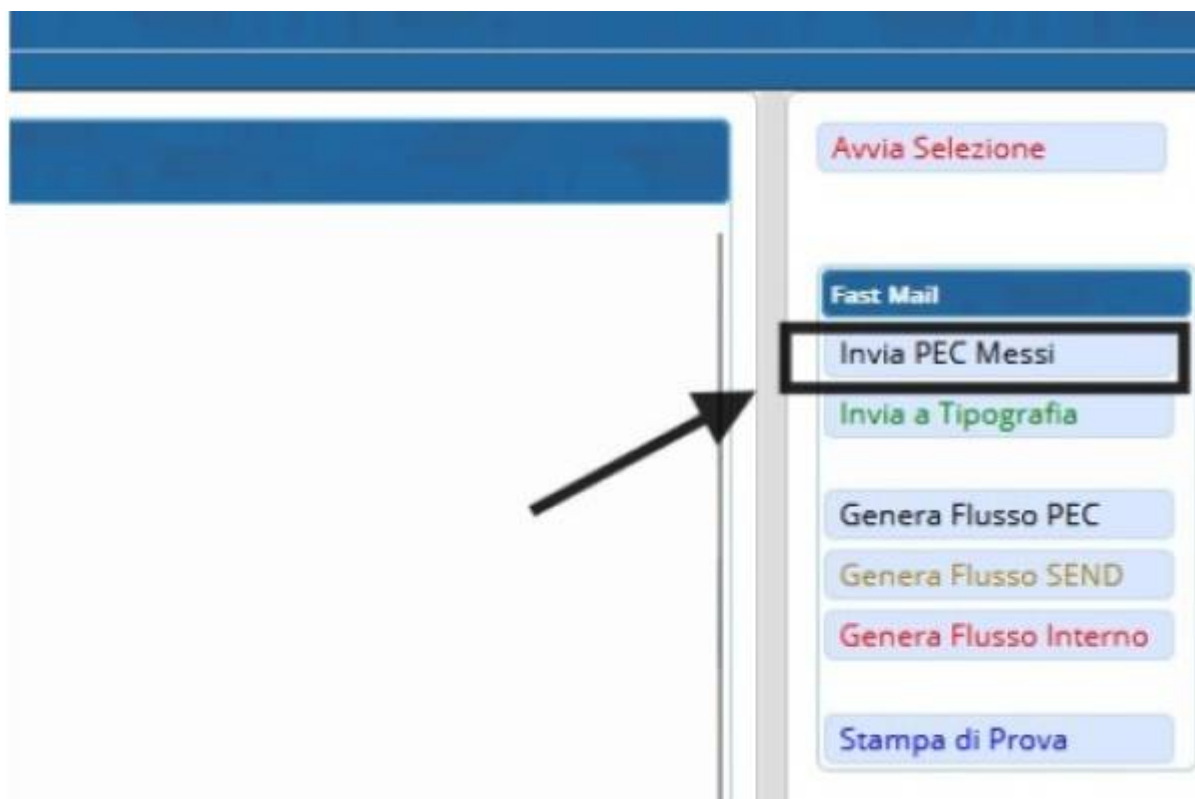 Avvia Selezione
Fast Mail
Invia PEC Messi
Invia a Tipografia
Genera Flusso PEC
Genera Flusso SEND
Genera Flusso Interno
Stampa di Prova